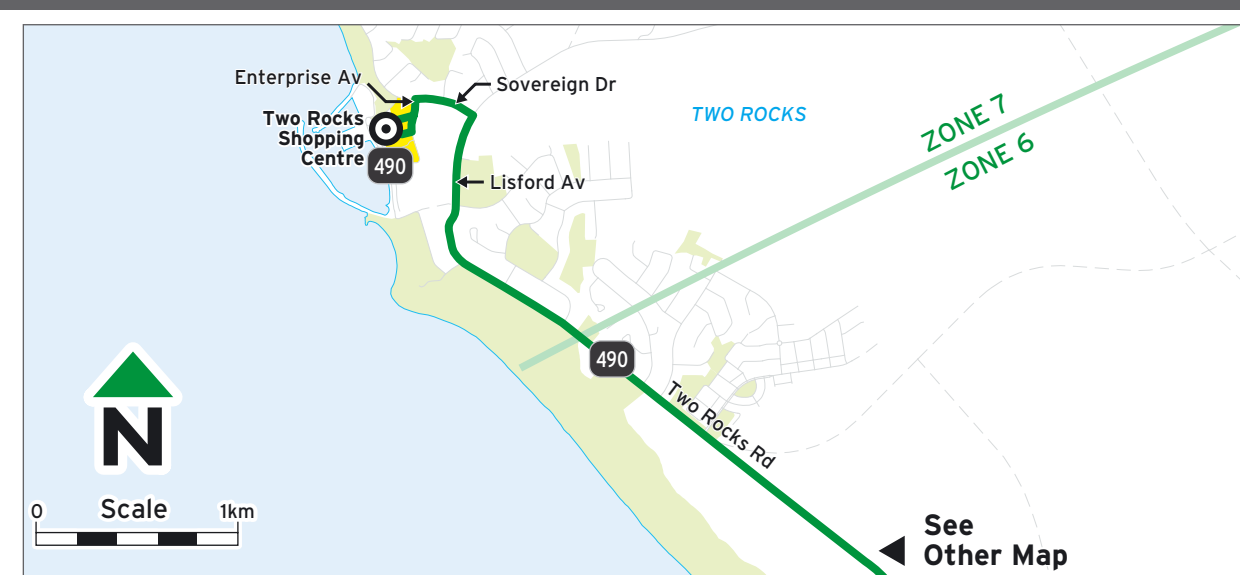 Enterprise Av
Sovereign Dr
Two Rocks
Shopping
Centre
490
TWO ROCKS
ZONE 7
ZONE 6
Lisford Av
490
Two Rocks Rd
N
Scale
0
1km
See
Other Map